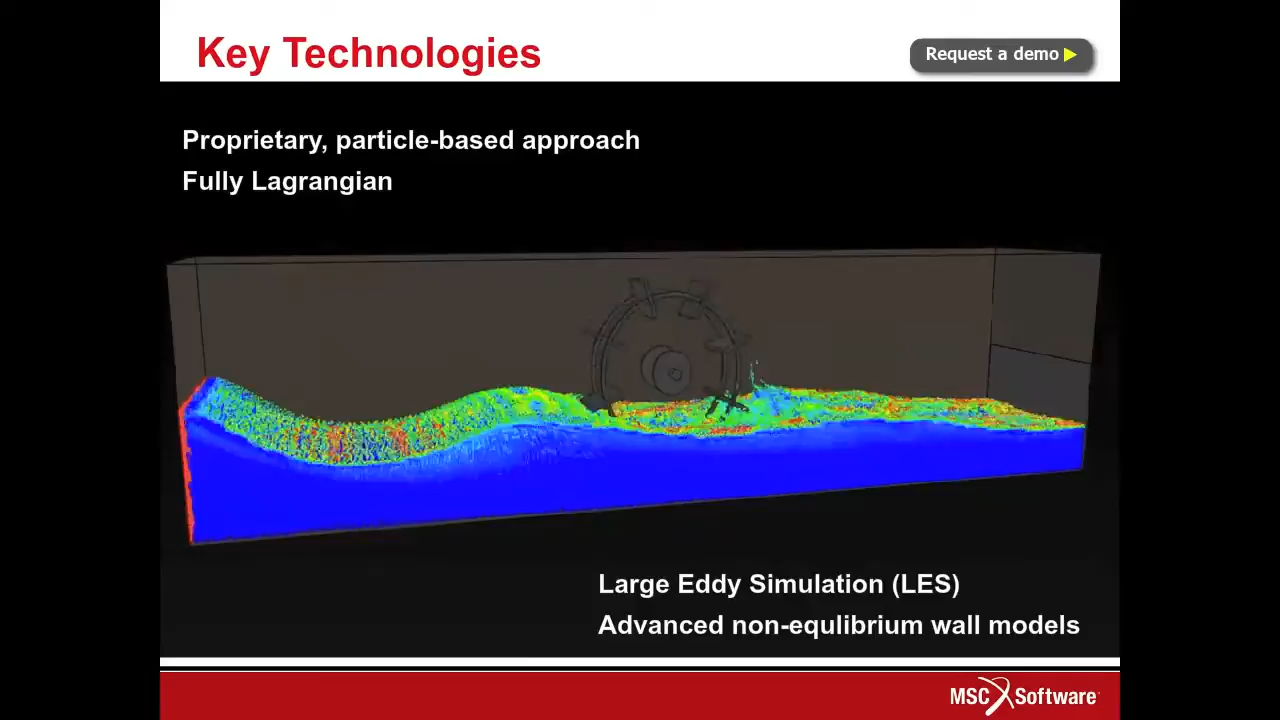 Key Technologies
Request a demo
Proprietary, particle-based approach
Fully Lagrangian
Large Eddy Simulation (LES)
Advanced non-equlibrium wall models
MSC Software